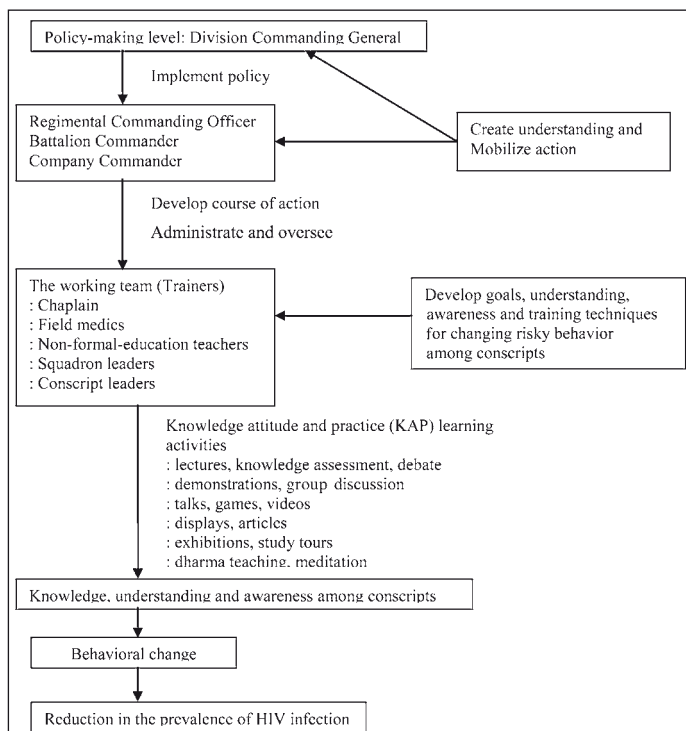 Policy-making level: Division Commanding General
Implement policy
Regimental Commanding Officer
Battalion Commander
Company Commander
Create understanding and
Mobilize action
Develop course of action
Administrate and oversee
The working team (Trainers)
: Chaplain
: Field medics
: Non-formal-education teachers
: Squadron leaders
: Conscript leaders
Develop goals, understanding,
awareness and training techniques
for changing risky behavior
among conscripts
Knowledge attitude and practice (KAP) learning
activities
: lectures, knowledge assessment, debate
: demonstrations, group discussion
: talks, games, videos
: displays, articles
: exhibitions, study tours
: dharma teaching, meditation
Knowledge, understanding and awareness among conscripts
Behavioral change
Reduction in the prevalence of HIV infection